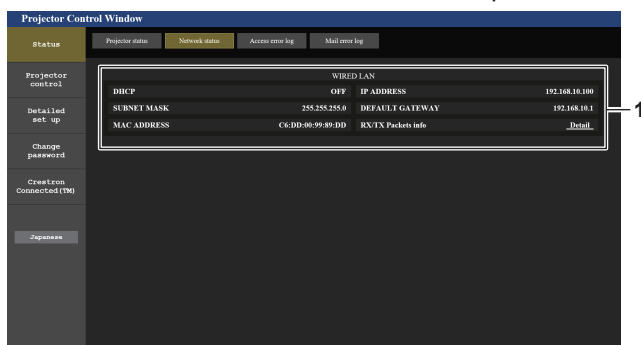 Projector Control Window
Status
Projector status
Network status
Access error log
Mail error log
Projector
control
Detailed
set up
Change
password
Crestron
Connected(TM)
Japanese
WIRED LAN
DHCP OFF IP ADDRESS 192.168.10.100
SUBNET MASK 255.255.255.0 DEFAULT GATEWAY 192.168.10.1
MAC ADDRESS C6:DD:00:99:89:DD RX/TX Packets info Detail
1